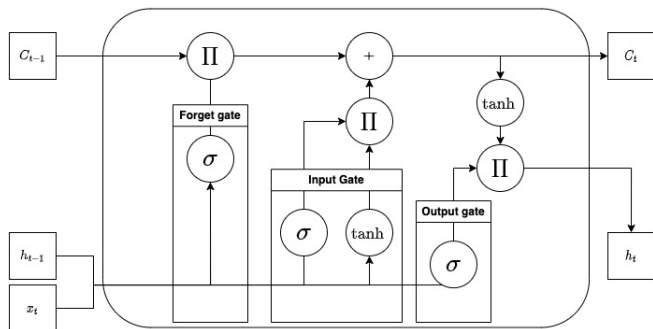 C_{t-1}
Π
+
C_t
tanh
Forget gate
Π
σ
Π
Input Gate
Output gate
σ
tanh
h_{t-1}
h_t
σ
x_t